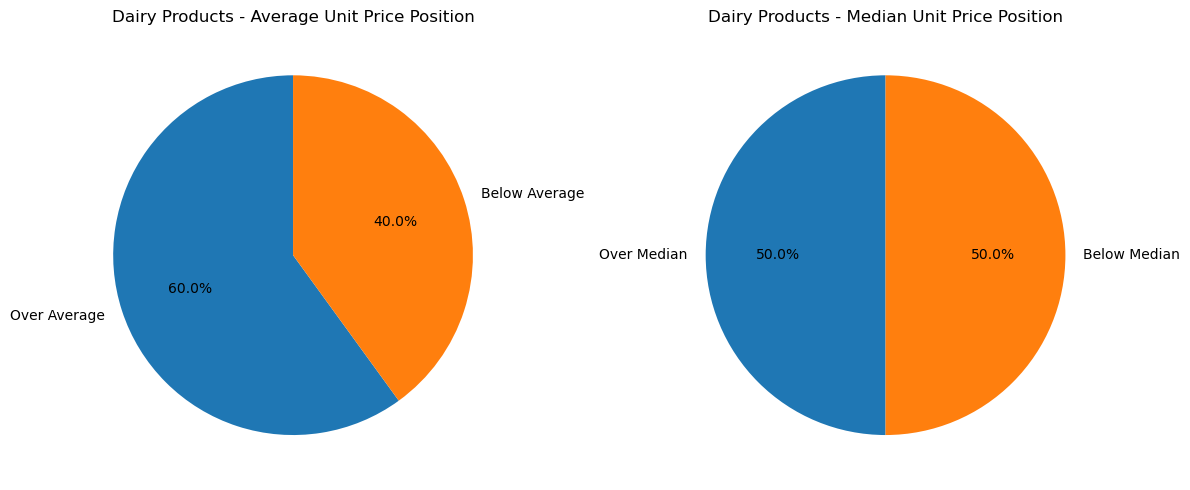 Dairy Products - Average Unit Price Position
Below Average
40.0%
60.0%
Over Average
Dairy Products - Median Unit Price Position
Over Median
50.0%
50.0%
Below Median